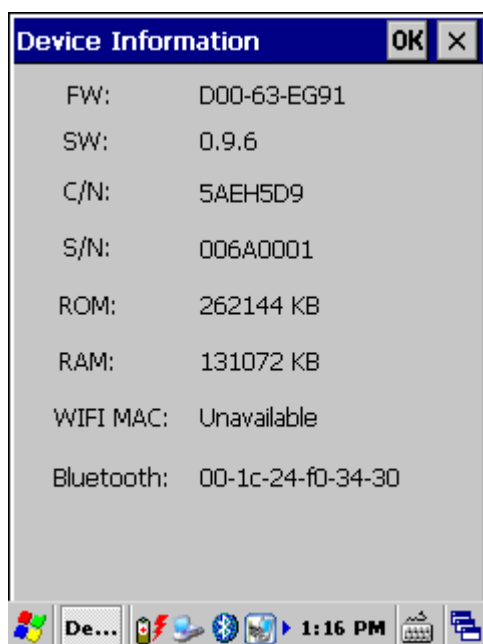 Device Information OK ×
FW: D00-63-EG91
SW: 0.9.6
C/N: 5AEH5D9
S/N: 006A0001
ROM: 262144 KB
RAM: 131072 KB
WIFI MAC: Unavailable
Bluetooth: 00-1c-24-f0-34-30
De... 1:16 PM